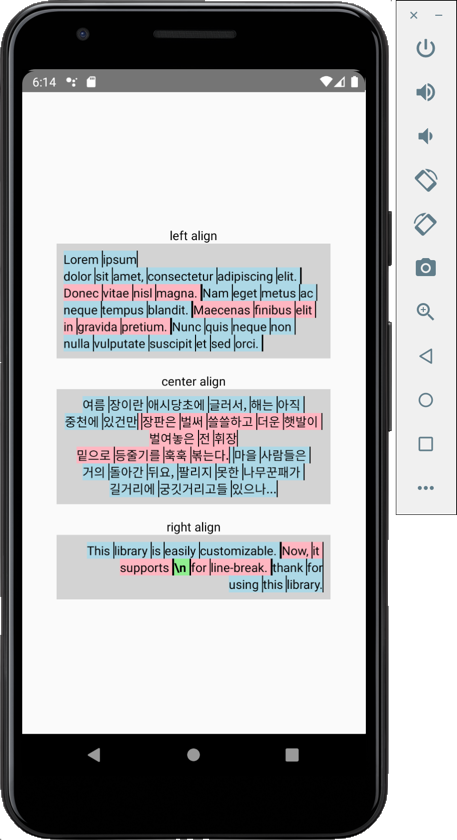 6:14
left align
Lorem ipsum
dolor sit amet, consectetur adipiscing elit.
Donec vitae nisl magna. Nam eget metus ac
neque tempus blandit. Maecenas finibus elit
in gravida pretium. Nunc quis neque non
nulla vulputate suscipit et sed orci.
center align
여름 장이란 애시당초에 글러서, 해는 아직
중천에 있건만 장판은 벌써 쓸쓸하고 더운 햇발이
벌여놓은 전 휘장
밑으로 등줄기를 훅훅 볶는다. 마을 사람들은
거의 돌아간 뒤요, 팔리지 못한 나무꾼패가
길거리에 궁깃거리고들 있으나...
right align
This library is easily customizable. Now, it
supports \n for line-break. thank for
using this library.